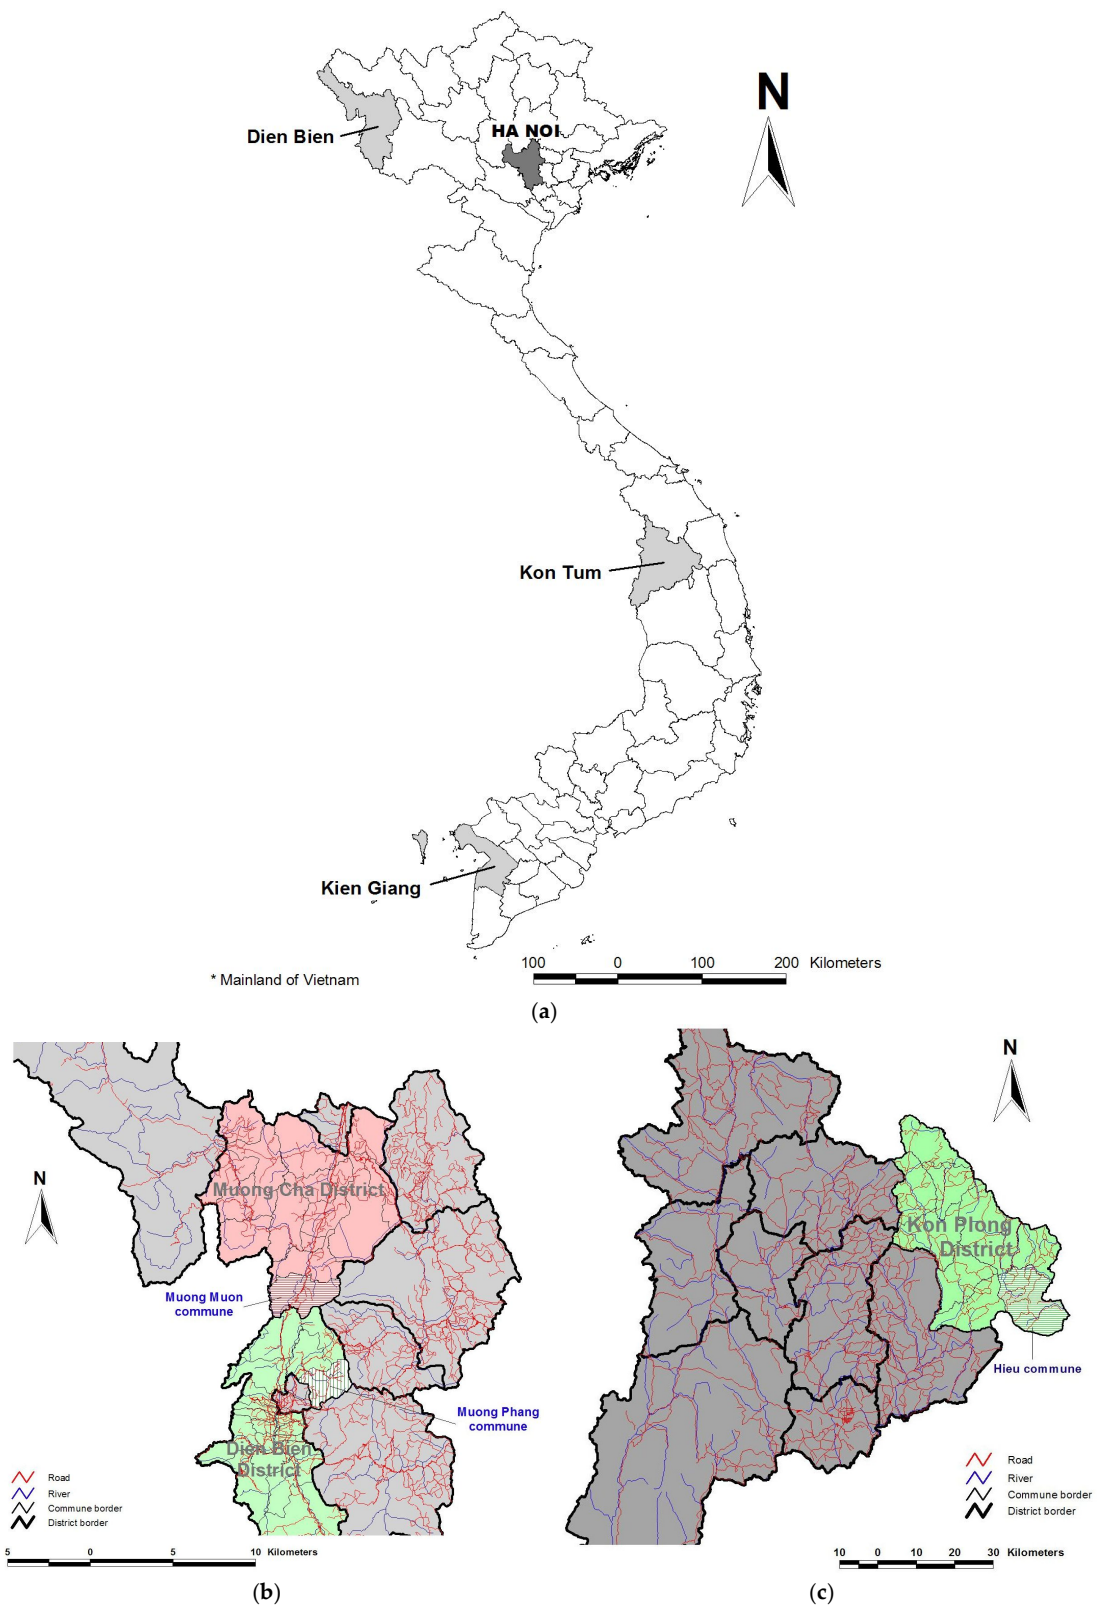 N
Dien Bien
HA NOI
Kon Tum
Kien Giang
* Mainland of Vietnam
100 0 100 200 Kilometers
(a)
N
Muong Cha District
Muong Muon
commune
Muong Phang
commune
Dien Bien
District
Road
River
Commune border
District border
5 0 5 10 Kilometers
(b)
N
Kon Plong
District
Hieu commune
Road
River
Commune border
District border
10 0 10 20 30 Kilometers
(c)